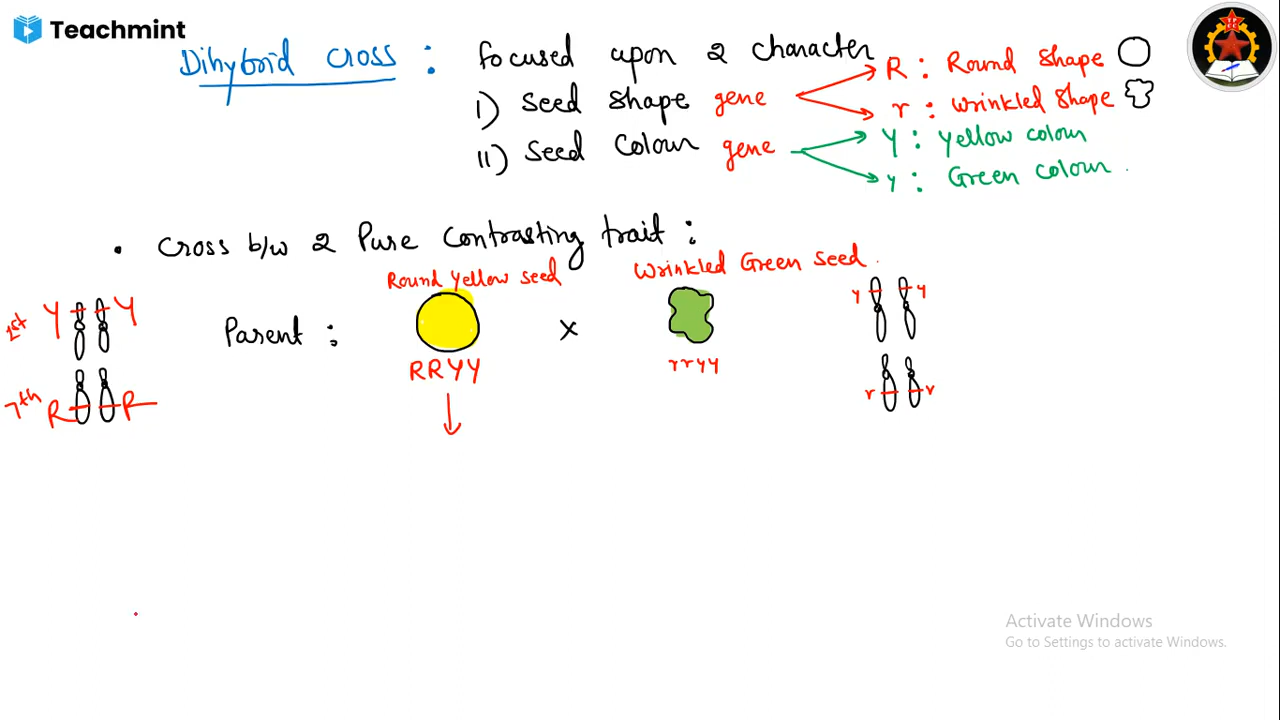 Teachmint
Dihybrid Cross : focused upon 2 character
I) Seed Shape gene
R : Round Shape
r : Wrinkled Shape
II) Seed Colour gene
Y : Yellow colour
y : Green colour.
• Cross b/w 2 Pure Contrasting trait :
Round Yellow seed
Wrinkled Green seed.
1st Y Y
Parent : × y y
RRYY
rryy
7th R R
r r
Activate Windows
Go to Settings to activate Windows.